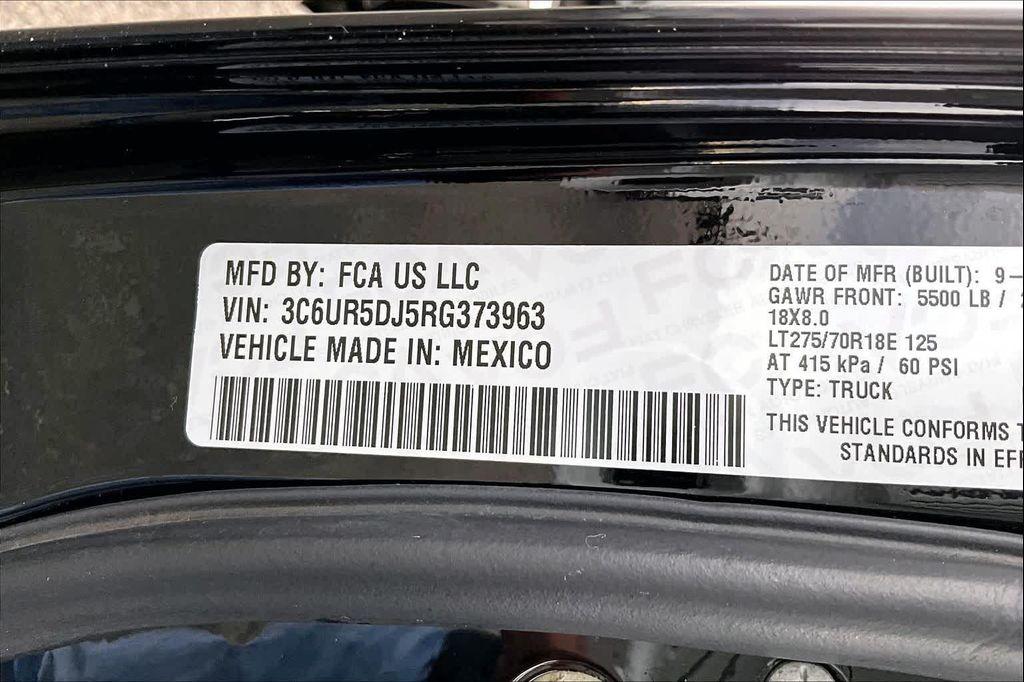 MFD BY: FCA US LLC
VIN: 3C6UR5DJ5RG373963
VEHICLE MADE IN: MEXICO
DATE OF MFR (BUILT): 9-
GAWR FRONT: 5500 LB /
18X8.0
LT275/70R18E 125
AT 415 kPa / 60 PSI
TYPE: TRUCK
THIS VEHICLE CONFORMS T
STANDARDS IN EFF